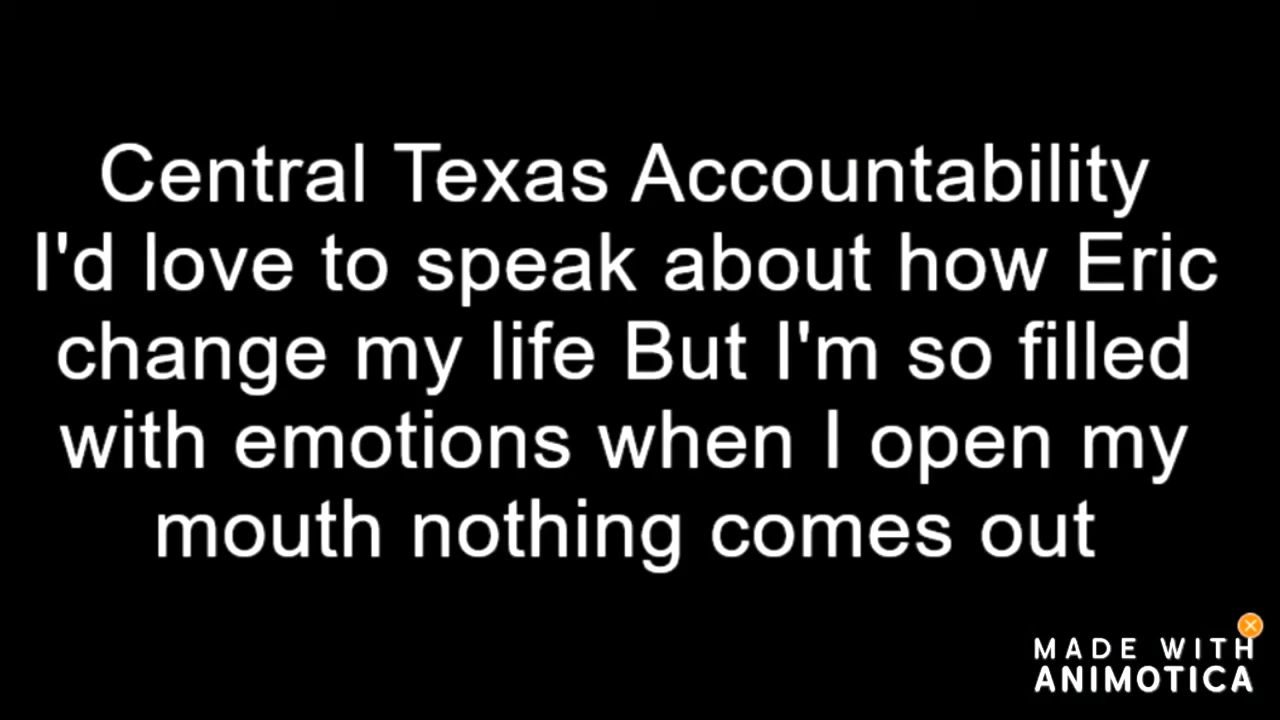 Central Texas Accountability
I'd love to speak about how Eric
change my life But I'm so filled
with emotions when I open my
mouth nothing comes out
MADE WITH
ANIMOTICA